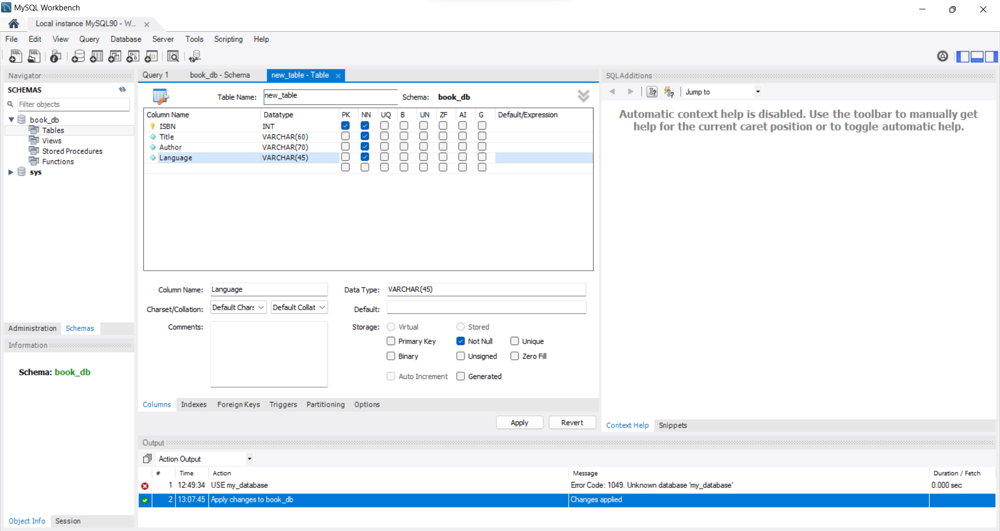 MySQL Workbench
Local instance MySQL90 - W...
File Edit View Query Database Server Tools Scripting Help
Navigator
SCHEMAS
Filter objects
book_db
Tables
Views
Stored Procedures
Functions
sys
Administration Schemas
Information
Schema: book_db
Object Info Session
Query 1 book_db - Schema new_table - Table
Table Name: new_table Schema: book_db
Column Name Datatype PK NN UQ B UN ZF AI G Default/Expression
ISBN INT
Title VARCHAR(60)
Author VARCHAR(70)
Language VARCHAR(45)
Column Name: Language Data Type: VARCHAR(45)
Charset/Collation: Default Chars Default Collat Default:
Comments: Storage: Virtual Stored
Primary Key Not Null Unique
Binary Unsigned Zero Fill
Auto Increment Generated
Columns Indexes Foreign Keys Triggers Partitioning Options
Apply Revert
SQLAdditions
Jump to
Automatic context help is disabled. Use the toolbar to manually get
help for the current caret position or to toggle automatic help.
Context Help Snippets
Output
Action Output
# Time Action Message Duration / Fetch
1 12:49:34 USE my_database Error Code: 1049. Unknown database 'my_database' 0.000 sec
2 13:07:45 Apply changes to book_db Changes applied